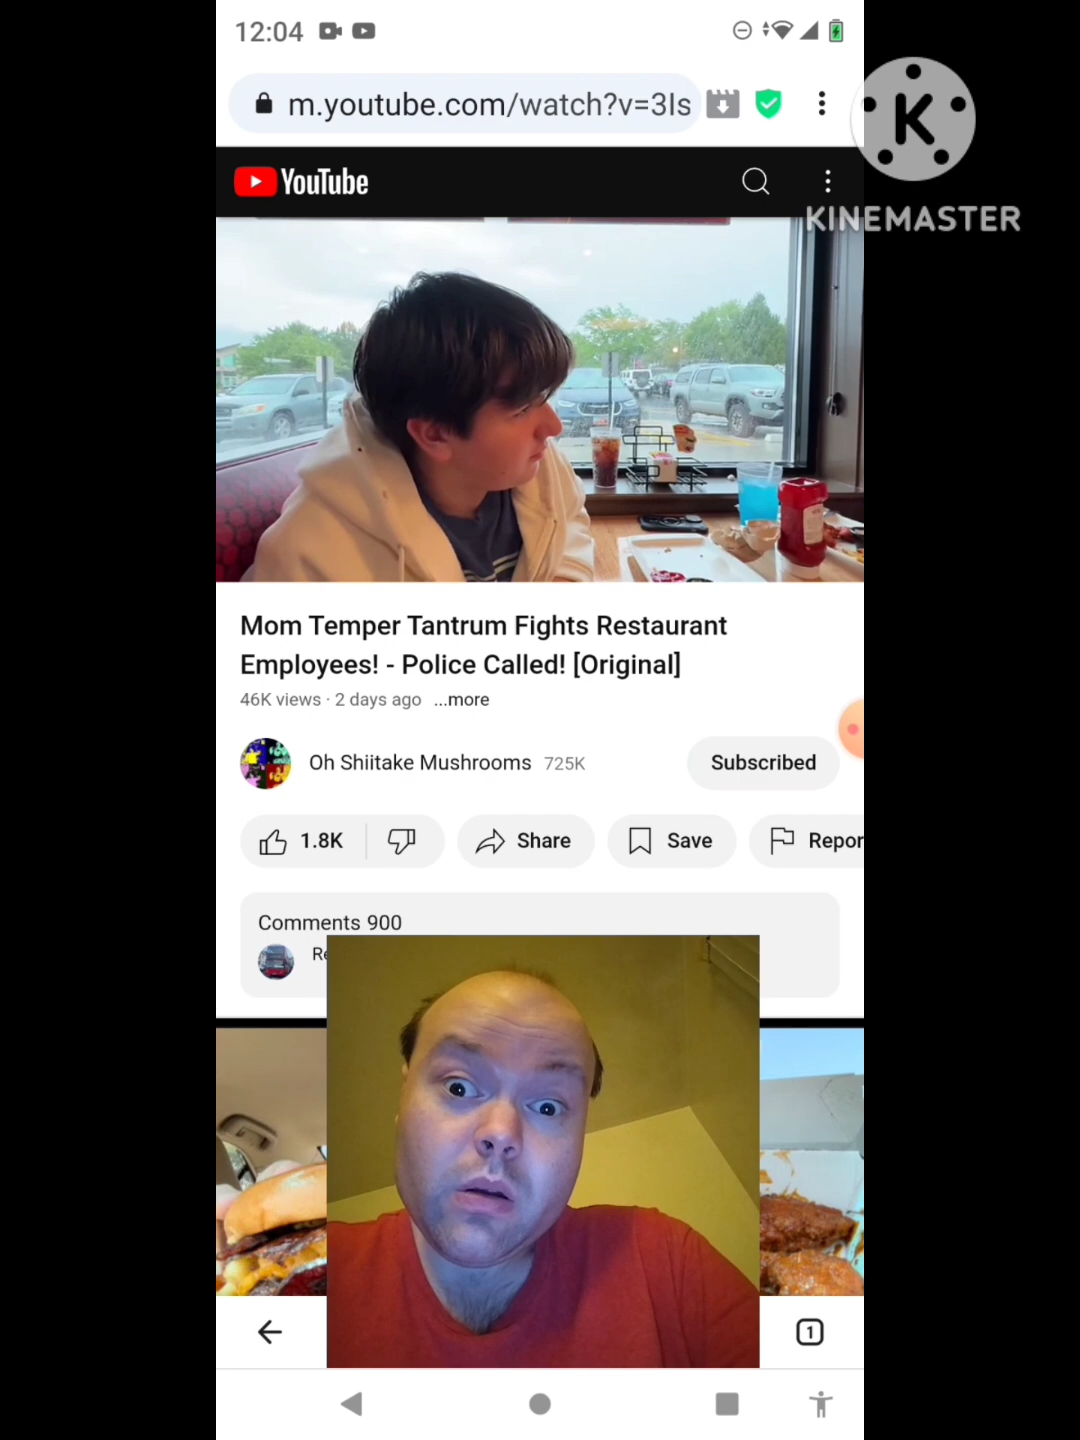 12:04
m.youtube.com/watch?v=3Is
K
KINEMASTER
YouTube
Mom Temper Tantrum Fights Restaurant
Employees! - Police Called! [Original]
46K views · 2 days ago ...more
Oh Shiitake Mushrooms 725K
Subscribed
1.8K
Share
Save
Repor
Comments 900
Re
1